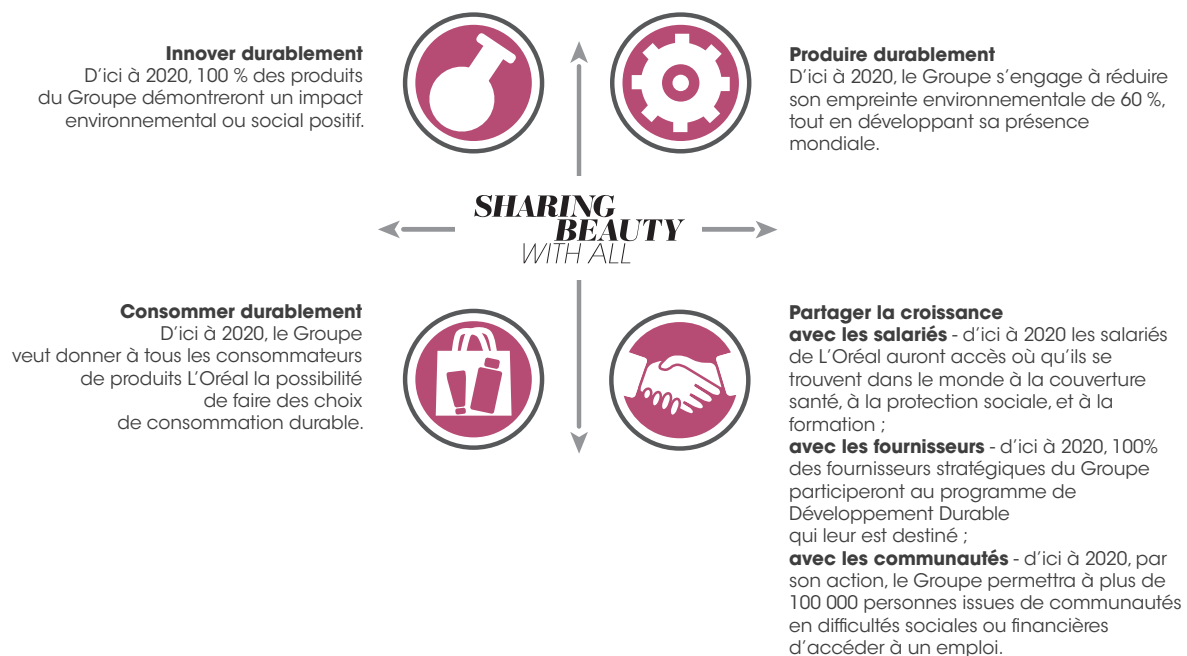 Innover durablement
D'ici à 2020, 100 % des produits
du Groupe démontreront un impact
environnemental ou social positif.
Produire durablement
D'ici à 2020, le Groupe s'engage à réduire
son empreinte environnementale de 60 %,
tout en développant sa présence
mondiale.
SHARING
BEAUTY
WITH ALL
Consommer durablement
D'ici à 2020, le Groupe
veut donner à tous les consommateurs
de produits L'Oréal la possibilité
de faire des choix
de consommation durable.
Partager la croissance
avec les salariés - d'ici à 2020 les salariés
de L'Oréal auront accès où qu'ils se
trouvent dans le monde à la couverture
santé, à la protection sociale, et à la
formation ;
avec les fournisseurs - d'ici à 2020, 100%
des fournisseurs stratégiques du Groupe
participeront au programme de
Développement Durable
qui leur est destiné ;
avec les communautés - d'ici à 2020, par
son action, le Groupe permettra à plus de
100 000 personnes issues de communautés
en difficultés sociales ou financières
d'accéder à un emploi.